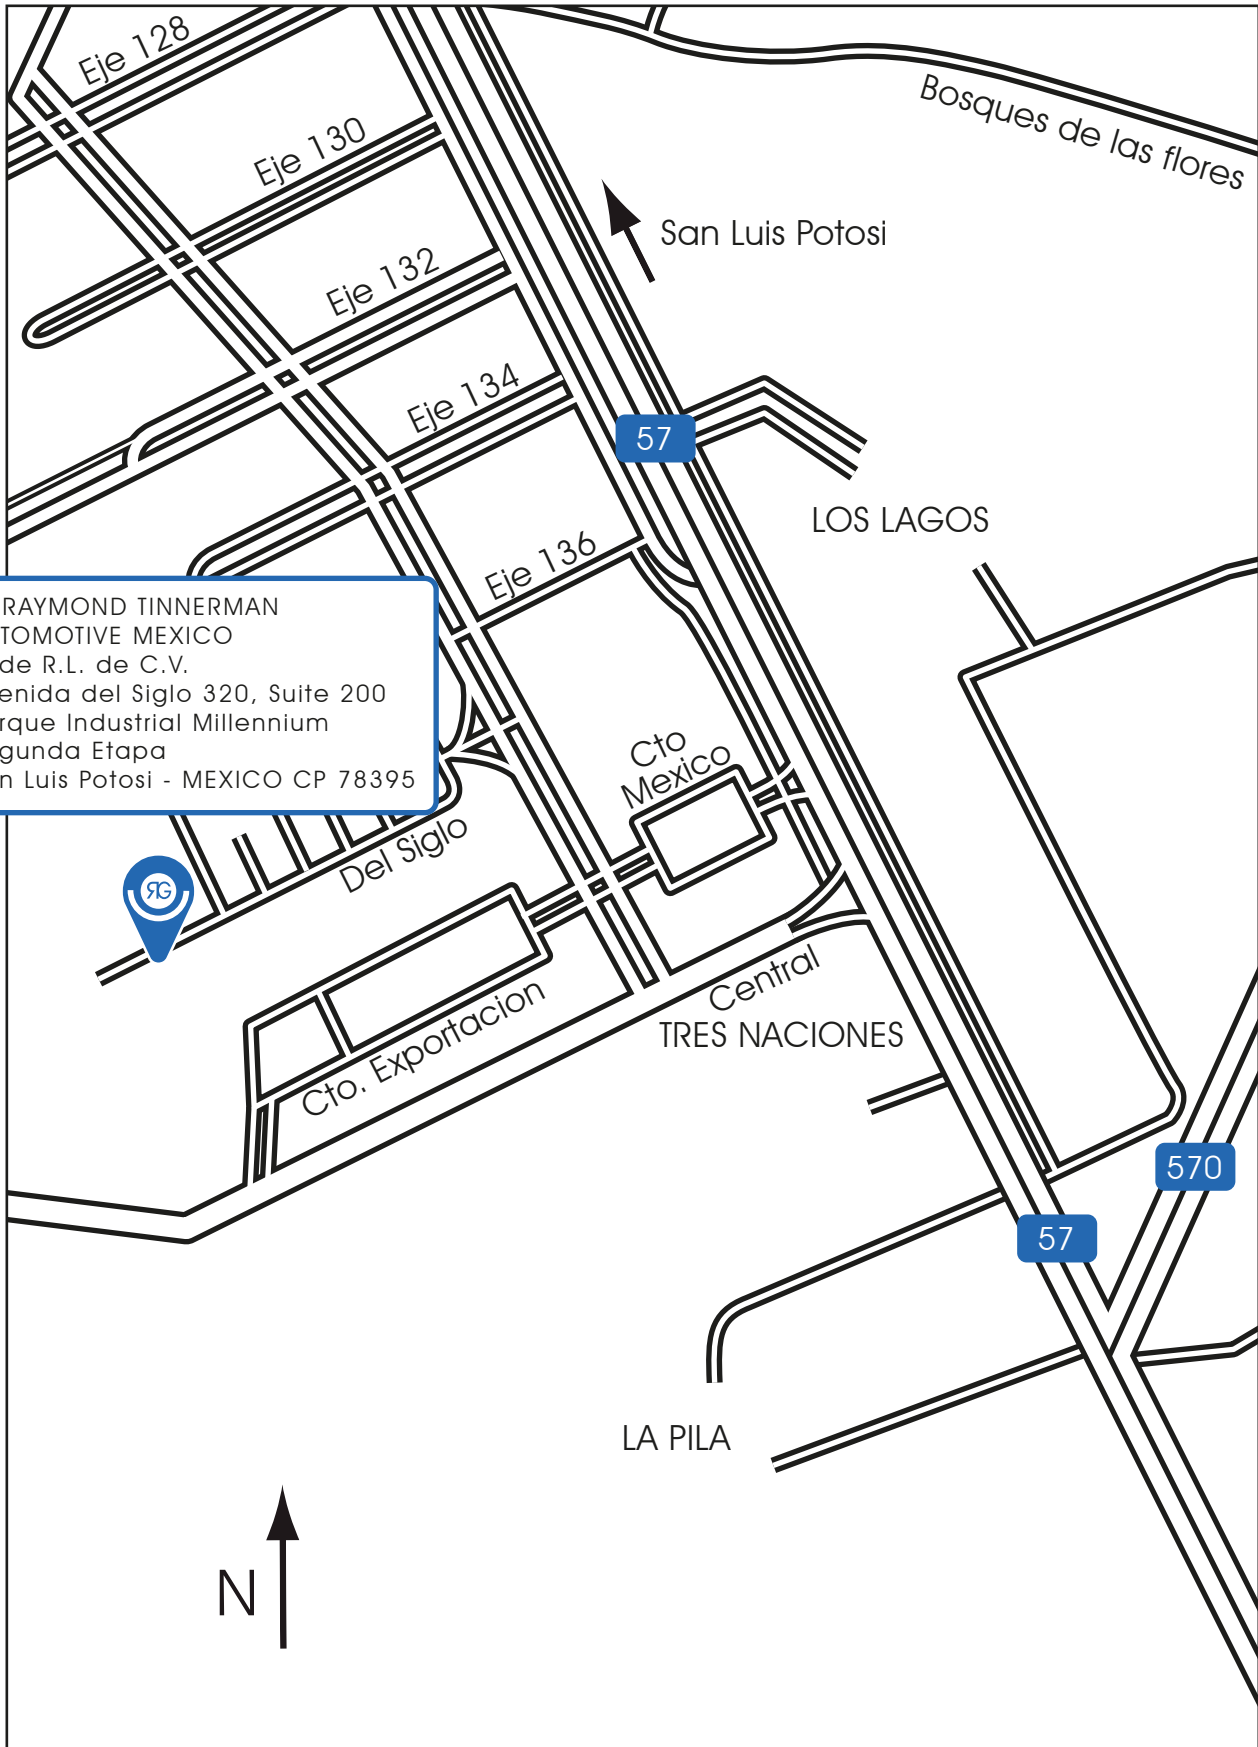 Eje 128
Bosques de las flores
Eje 130
San Luis Potosi
Eje 132
Eje 134
57
LOS LAGOS
Eje 136
RAYMOND TINNERMAN
TOMOTIVE MEXICO
de R.L. de C.V.
enida del Siglo 320, Suite 200
rque Industrial Millennium
gunda Etapa
n Luis Potosi - MEXICO CP 78395
Cto
Mexico
Del Siglo
RG
Central
Cto. Exportacion
TRES NACIONES
570
57
LA PILA
N